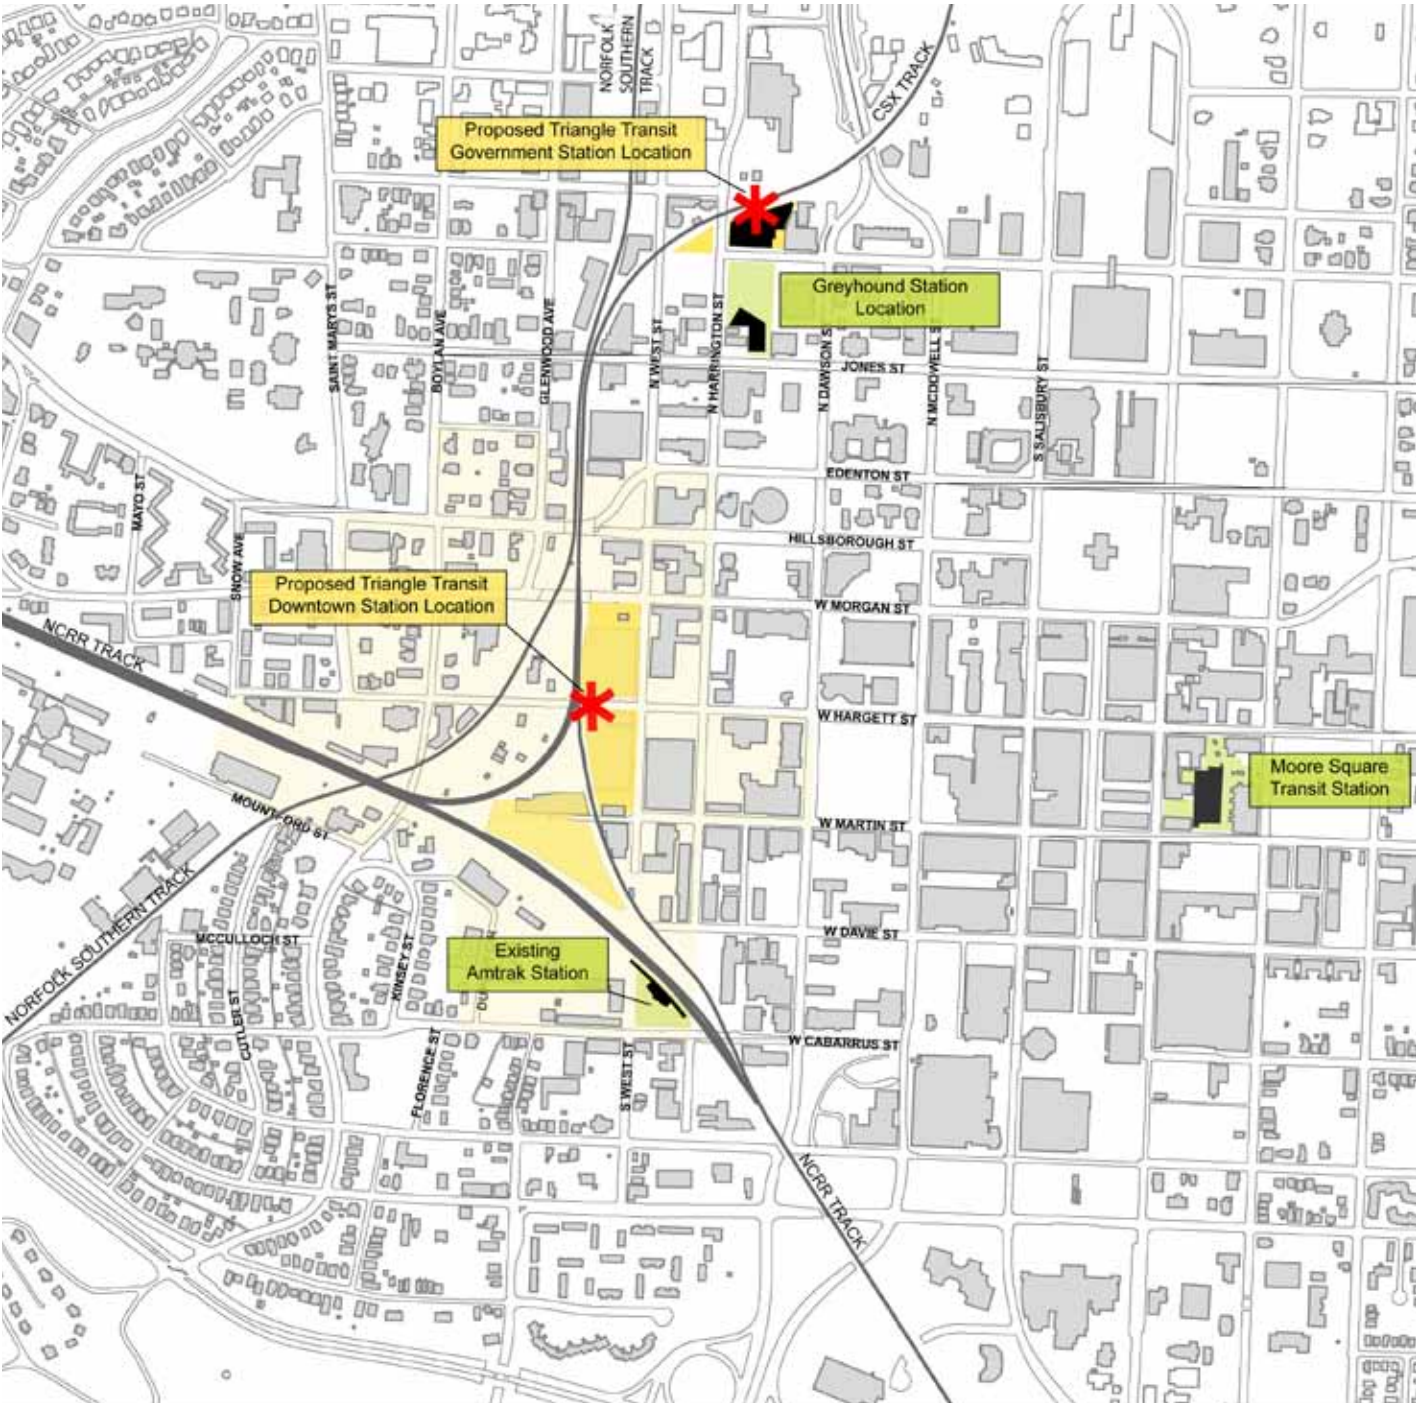 NORFOLK
SOUTHERN
TRACK
CSX TRACK
Proposed Triangle Transit
Government Station Location
Greyhound Station
Location
SAINT MARYS ST
BOYLAN AVE
GLENWOOD AVE
N WEST ST
N HARRINGTON ST
N DAWSON S
N MCDOWELL S
JONES ST
S SALISBURY ST
EDENTON ST
MAYO ST
SNOW AVE
HILLSBOROUGH ST
Proposed Triangle Transit
Downtown Station Location
W MORGAN ST
NCRR TRACK
W HARGETT ST
Moore Square
Transit Station
MOUNTFORD ST
W MARTIN ST
NORFOLK SOUTHERN TRACK
MCCULLOCH ST
KINSEY ST
W DAVIE ST
Existing
Amtrak Station
CUTLER ST
FLORENCE ST
S WEST ST
W CABARRUS ST
NCRR TRACK